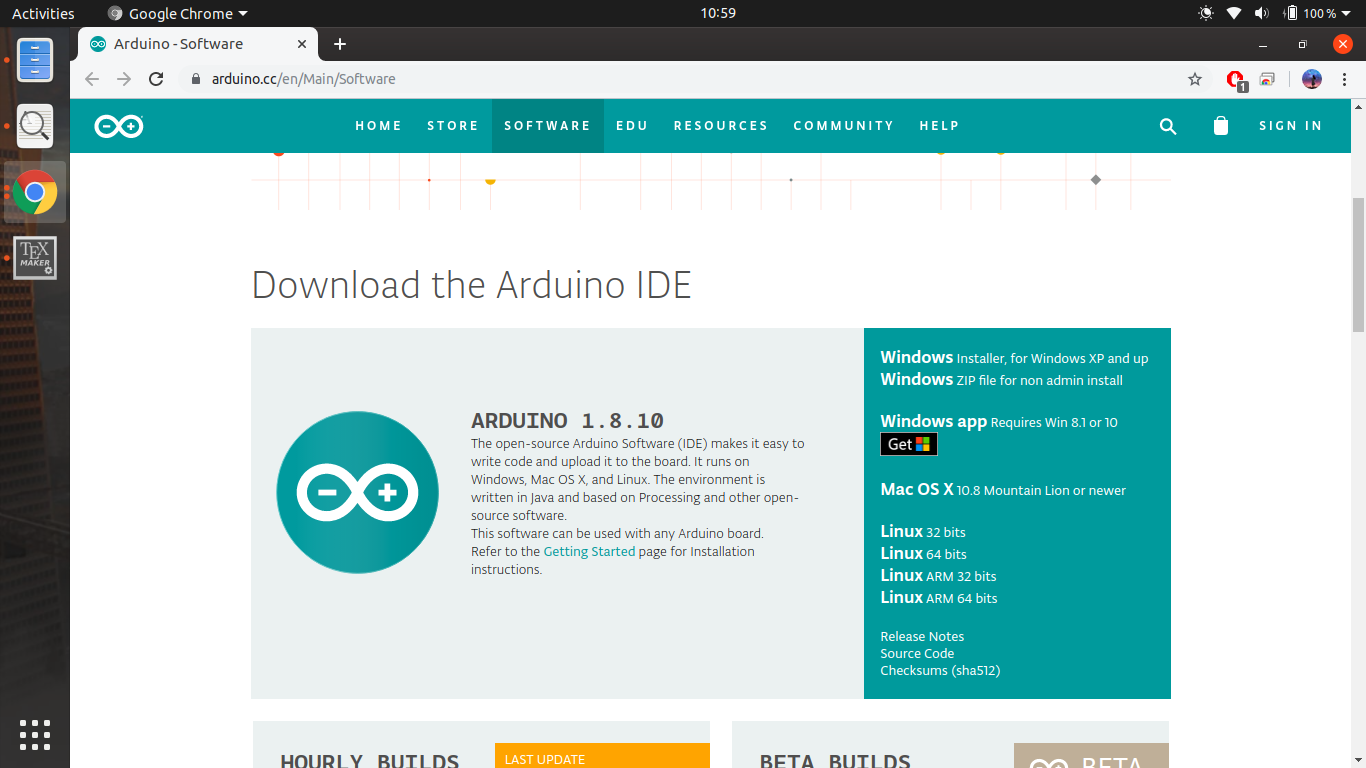 Activities
Google Chrome
10:59
100 %
Arduino - Software
arduino.cc/en/Main/Software
1
HOME
STORE
SOFTWARE
EDU
RESOURCES
COMMUNITY
HELP
SIGN IN
TEX
MAKER
Download the Arduino IDE
ARDUINO 1.8.10
The open-source Arduino Software (IDE) makes it easy to
write code and upload it to the board. It runs on
Windows, Mac OS X, and Linux. The environment is
written in Java and based on Processing and other open-
source software.
This software can be used with any Arduino board.
Refer to the Getting Started page for Installation
instructions.
Windows Installer, for Windows XP and up
Windows ZIP file for non admin install
Windows app Requires Win 8.1 or 10
Get
Mac OS X 10.8 Mountain Lion or newer
Linux 32 bits
Linux 64 bits
Linux ARM 32 bits
Linux ARM 64 bits
Release Notes
Source Code
Checksums (sha512)
HOURLY BUILDS
LAST UPDATE
BETA BUILDS
BETA